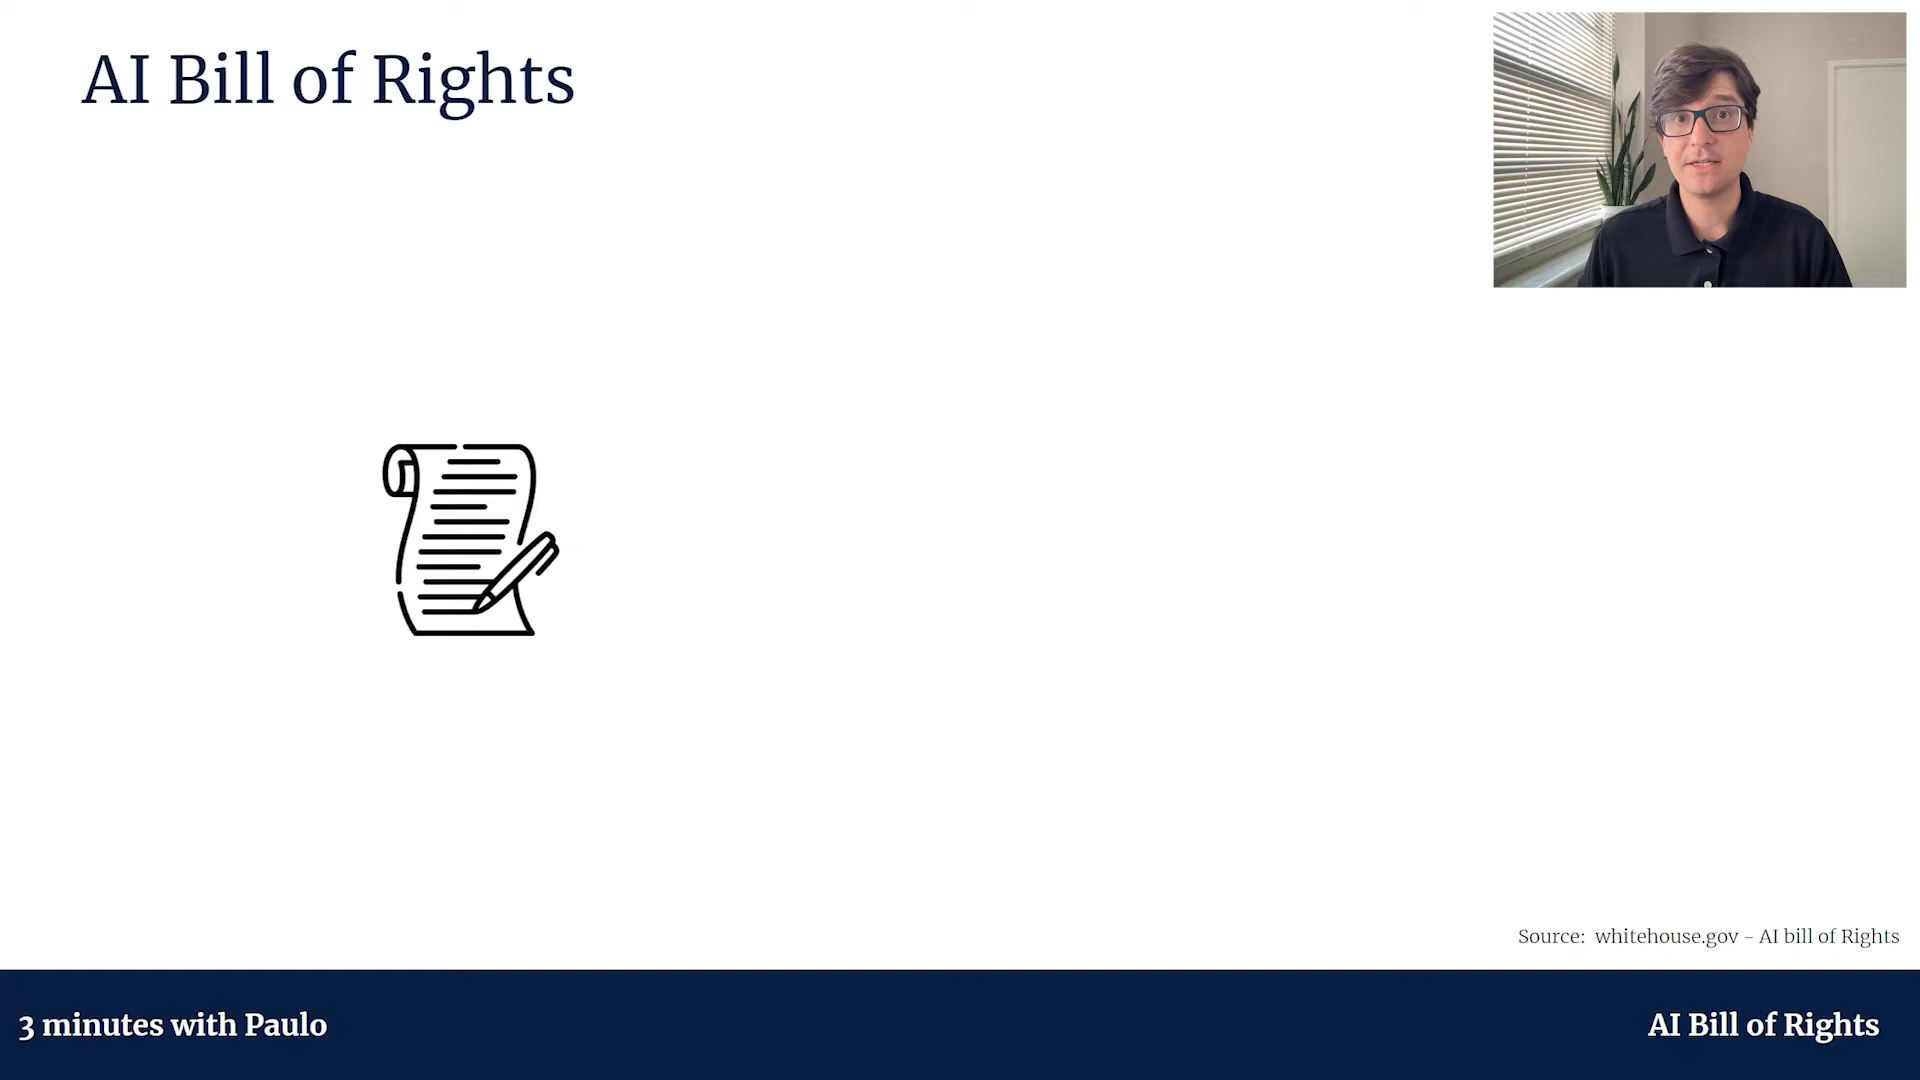 AI Bill of Rights
Source: whitehouse.gov - AI bill of Rights
3 minutes with Paulo
AI Bill of Rights